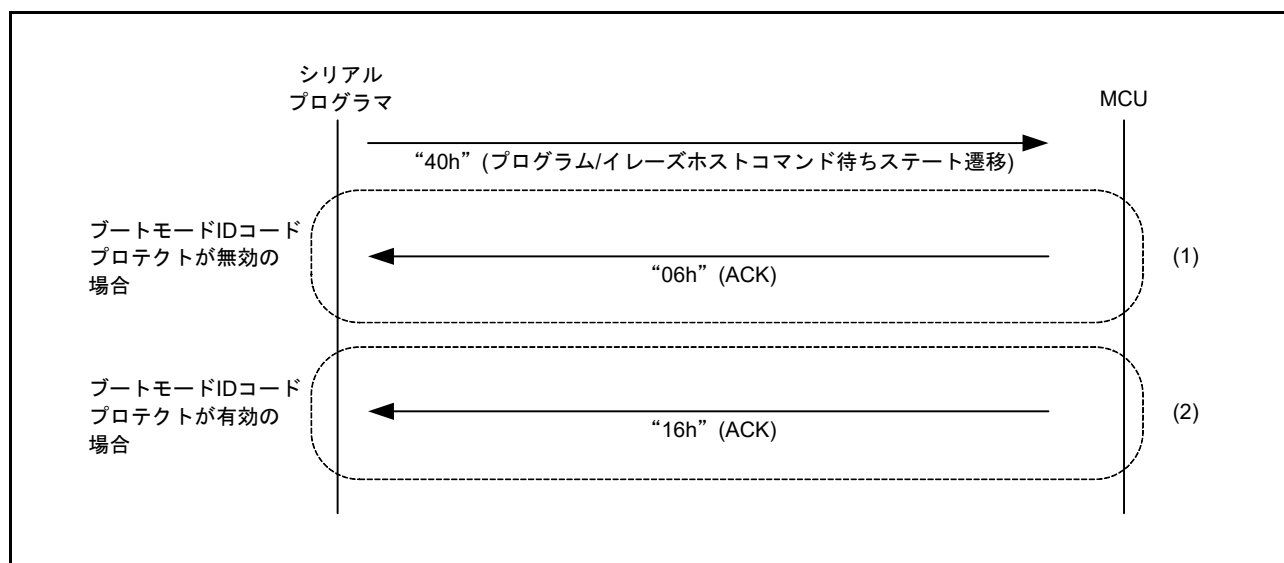 シリアル
プログラマ
MCU
“40h” (プログラム/イレーズホストコマンド待ちステート遷移)
ブートモードIDコード
プロテクトが無効の
場合
“06h” (ACK)
(1)
ブートモードIDコード
プロテクトが有効の
場合
“16h” (ACK)
(2)